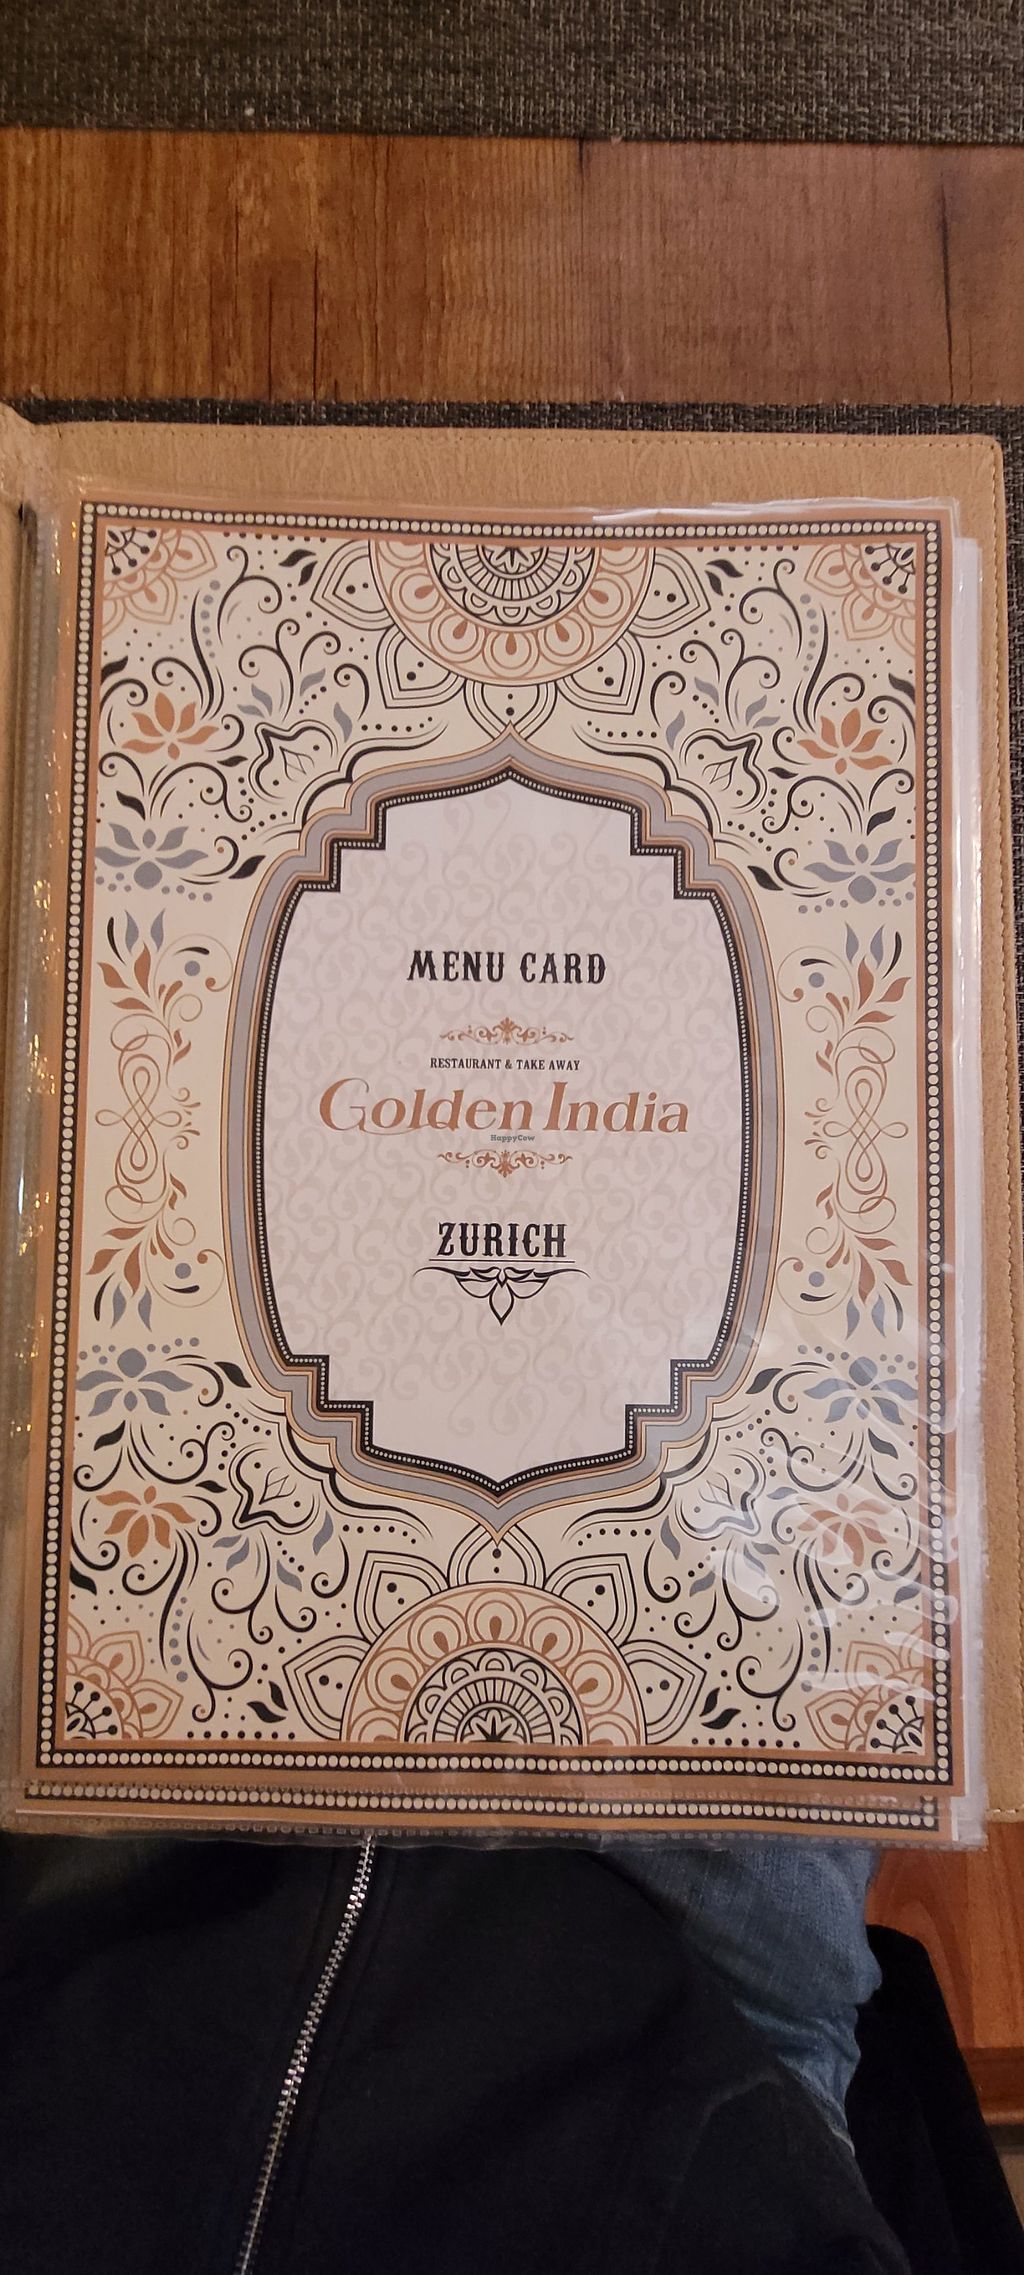 MENU CARD
RESTAURANT & TAKE AWAY
Golden India
HappyCow
ZURICH